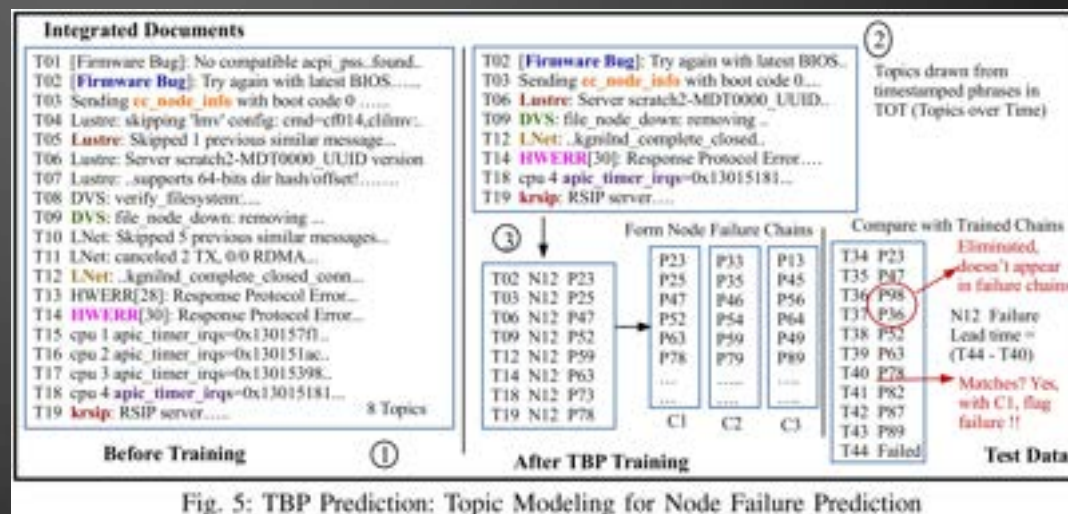 Integrated Documents
T01 [Firmware Bug]: No compatible acpi_pss..found..
T02 [Firmware Bug]: Try again with latest BIOS......
T03 Sending ec_node_info with boot code 0 ......
T04 Lustre: skipping 'lmv' config: cmd=cf014,clilmv:..
T05 Lustre: Skipped 1 previous similar message...
T06 Lustre: Server scratch2-MDT0000_UUID version
T07 Lustre: ..supports 64-bits dir hash/offset!.......
T08 DVS: verify_filesystem:....
T09 DVS: file_node_down: removing ...
T10 LNet: Skipped 5 previous similar messages...
T11 LNet: canceled 2 TX, 0/0 RDMA...
T12 LNet: ..kgnilnd_complete_closed_conn...
T13 HWERR[28]: Response Protocol Error...
T14 HWERR[30]: Response Protocol Error...
T15 cpu 1 apic_timer_irqs=0x130157f1..
T16 cpu 2 apic_timer_irqs=0x130151ac..
T17 cpu 3 apic_timer_irqs=0x13015398..
T18 cpu 4 apic_timer_irqs=0x13015181..
T19 krsip: RSIP server.....
8 Topics
Before Training
1
T02 [Firmware Bug]: Try again with latest BIOS..
T03 Sending ec_node_info with boot code 0....
T06 Lustre: Server scratch2-MDT0000_UUID..
T09 DVS: file_node_down: removing ..
T12 LNet: ..kgnilnd_complete_closed..
T14 HWERR[30]: Response Protocol Error....
T18 cpu 4 apic_timer_irqs=0x13015181...
T19 krsip: RSIP server....
2
Topics drawn from
timestamped phrases in
TOT (Topics over Time)
3
T02 N12 P23
T03 N12 P25
T06 N12 P47
T09 N12 P52
T12 N12 P59
T14 N12 P63
T18 N12 P73
T19 N12 P78
Form Node Failure Chains
P23 P33 P13
P25 P35 P45
P47 P46 P56
P52 P54 P64
P63 P59 P49
P78 P79 P89
.... ..... ....
.... ..... ....
C1 C2 C3
After TBP Training
Compare with Trained Chains
T34 P23
T35 P47
T36 P98
T37 P36
T38 P52
T39 P63
T40 P78
T41 P82
T42 P87
T43 P89
T44 Failed
Eliminated,
doesn't appear
in failure chains
N12 Failure
Lead time =
(T44 - T40)
Matches? Yes,
with C1, flag
failure !!
Test Data
Fig. 5: TBP Prediction: Topic Modeling for Node Failure Prediction